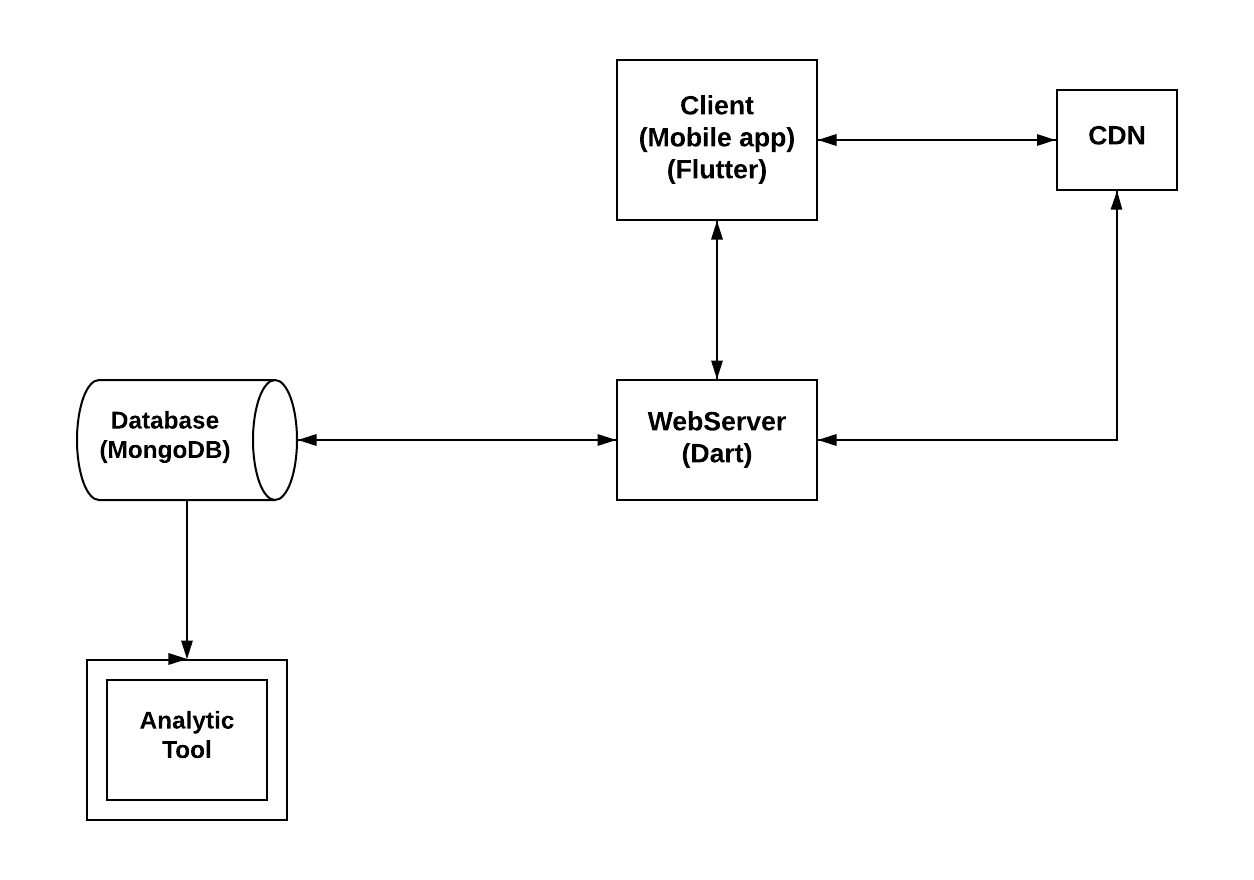 Client
(Mobile app)
(Flutter)
CDN
Database
(MongoDB)
WebServer
(Dart)
Analytic
Tool